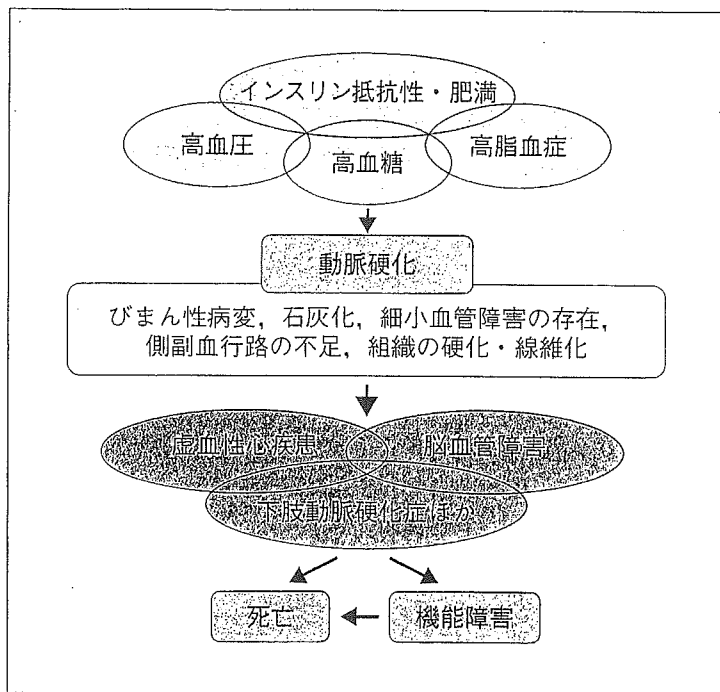 インスリン抵抗性・肥満
高血圧
高血糖
高脂血症
動脈硬化
びまん性病変，石灰化，細小血管障害の存在，
側副血行路の不足，組織の硬化・線維化
虚血性心疾患
脳血管障害
下肢動脈硬化症ほか
死亡
機能障害